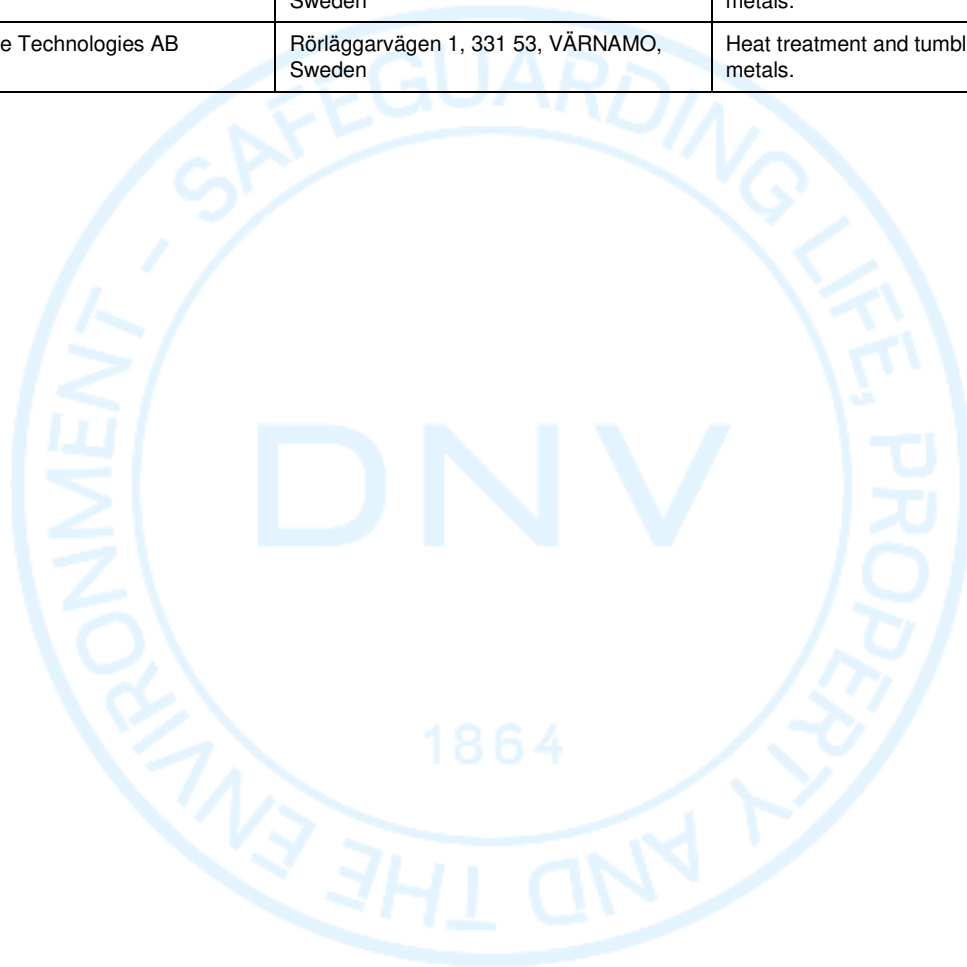 Sweden
metals.
e Technologies AB
Rörläggarvägen 1, 331 53, VÄRNAMO,
Sweden
Heat treatment and tumbl
metals.
SAFEGUARDING LIFE, PROPERTY AND THE ENVIRONMENT -
DNV
1864